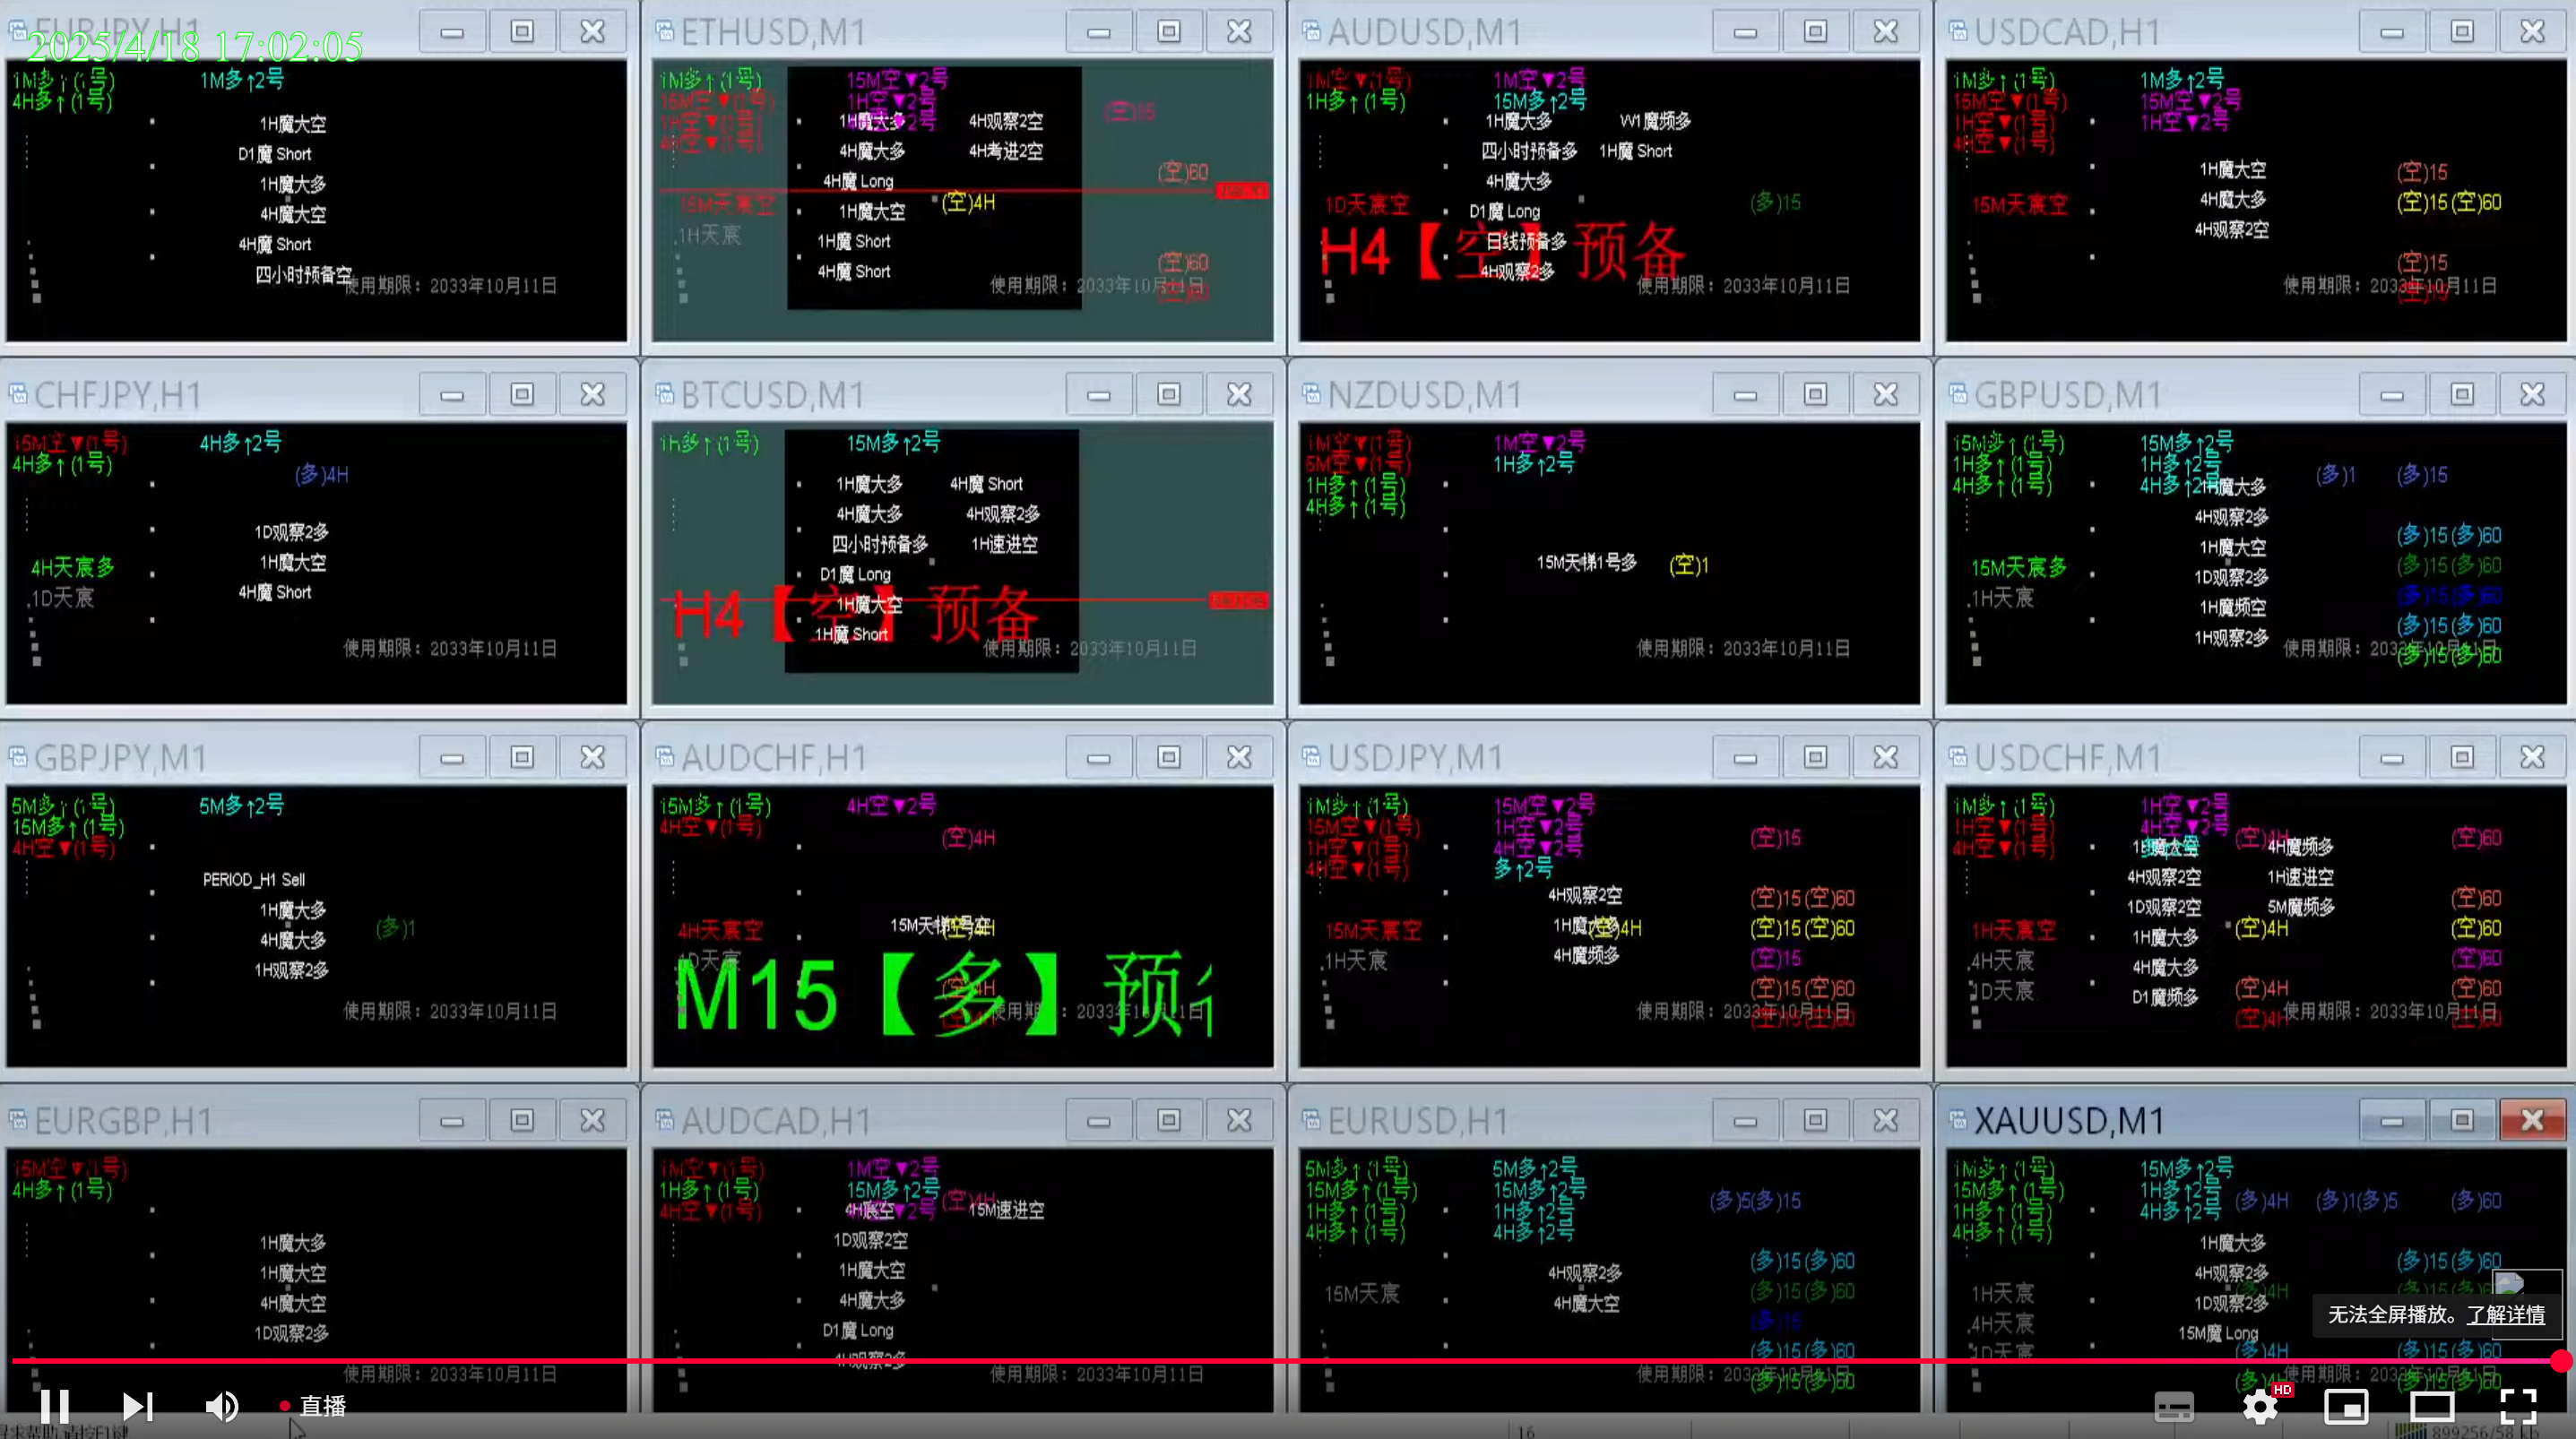 EURJPY,H1
2025/4/18 17:02:05
1M多↑(1号) 1M多↑2号
4H多↑(1号)
1H魔大空
D1魔 Short
1H魔大多
4H魔大空
4H魔 Short
四小时预备空
使用期限：2033年10月11日
ETHUSD,M1
1M多↑(1号) 15M空▼2号
15M空▼(1号) 1H空▼2号
1H空▼(1号)
4H空▼(1号)
(空)15
1H魔大多 4H观察2空
4H魔大多 4H考进2空
4H魔 Long (空)60
15M天宸空 1H魔大空 (空)4H
.1H天宸 1H魔 Short
4H魔 Short (空)60
使用期限：2033年10月11日
(空)60
AUDUSD,M1
1M空▼(1号) 1M空▼2号
1H多↑(1号) 15M多↑2号
1H魔大多 W1魔频多
四小时预备多 1H魔 Short
4H魔大多
1D天宸空 D1魔 Long (多)15
日线预备多
H4【空】预备
4H观察2多
使用期限：2033年10月11日
USDCAD,H1
1M多↑(1号) 1M多↑2号
15M空▼(1号) 15M空▼2号
1H空▼(1号) 1H空▼2号
4H空▼(1号)
1H魔大空 (空)15
15M天宸空 4H魔大多 (空)15(空)60
4H观察2空
(空)15
使用期限：2033年10月11日
(空)15
CHFJPY,H1
15M空▼(1号) 4H多↑2号
4H多↑(1号) (多)4H
1D观察2多
4H天宸多 1H魔大空
.1D天宸 4H魔 Short
使用期限：2033年10月11日
BTCUSD,M1
1h多↑(1号) 15M多↑2号
1H魔大多 4H魔 Short
4H魔大多 4H观察2多
四小时预备多 1H速进空
D1魔 Long
1H魔大空
H4【空】预备
1H魔 Short
使用期限：2033年10月11日
NZDUSD,M1
1M空▼(1号) 1M空▼2号
5M空▼(1号) 1H多↑2号
1H多↑(1号)
4H多↑(1号)
15M天梯1号多 (空)1
使用期限：2033年10月11日
GBPUSD,M1
15M多↑(1号) 15M多↑2号
1H多↑(1号) 1H多↑2号 (多)1 (多)15
4H多↑(1号) 4H多↑2号 1H魔大多
4H观察2多 (多)15(多)60
15M天宸多 1H魔大空 (多)15(多)60
.1H天宸 1D观察2多 (多)15(多)60
1H魔频空 (多)15(多)60
1H观察2多 (多)15(多)60
使用期限：2033年10月11日
GBPJPY,M1
5M多↑(1号) 5M多↑2号
15M多↑(1号)
4H空▼(1号)
PERIOD_H1 Sell
1H魔大多
4H魔大多 (多)1
1H观察2多
使用期限：2033年10月11日
AUDCHF,H1
15M多↑(1号) 4H空▼2号
4H空▼(1号) (空)4H
4H天宸空 15M天梯1号空 (空)4H
.1D天宸
M15【多】预
(空)4H
使用期限：2033年10月11日
USDJPY,M1
1M多↑(1号) 15M空▼2号
15M空▼(1号) 1H空▼2号 (空)15
1H空▼(1号) 4H空▼2号
4H空▼(1号) 多↑2号
4H观察2空 (空)15(空)60
15M天宸空 1H魔大多 (空)4H (空)15(空)60
.1H天宸 4H魔频多 (空)15
(空)15(空)60
使用期限：2033年10月11日
(空)15(空)60
USDCHF,M1
1M多↑(1号) 1H空▼2号
1H空▼(1号) 4H空▼2号 (空)4H (空)60
4H空▼(1号) 1H魔大空 4H魔频多
4H观察2空 1H速进空
1D观察2空 5M魔频多 (空)60
1H天宸空 1H魔大多 (空)4H (空)60
.4H天宸 4H魔大多 (空)60
.1D天宸 D1魔频多 (空)4H (空)60
(空)4H 使用期限：2033年10月11日
(空)60
EURGBP,H1
15M空▼(1号)
4H多↑(1号)
1H魔大多
1H魔大空
4H魔大空
1D观察2多
使用期限：2033年10月11日
AUDCAD,H1
1M空▼(1号) 1M空▼2号
1H多↑(1号) 15M多↑2号 (空)4H
4H空▼(1号) 15M速进空
1D观察2空
1H魔大空
4H魔大多
D1魔 Long
4H观察2多
使用期限：2033年10月11日
EURUSD,H1
5M多↑(1号) 5M多↑2号
15M多↑(1号) 15M多↑2号 (多)5(多)15
1H多↑(1号) 1H多↑2号
4H多↑(1号) 4H多↑2号
4H观察2多 (多)15(多)60
15M天宸 4H魔大空 (多)15(多)60
(多)15
(多)15(多)60
使用期限：2033年10月11日
(多)15(多)60
XAUUSD,M1
1M多↑(1号) 15M多↑2号
15M多↑(1号) 1H多↑2号 (多)4H (多)1(多)5 (多)60
1H多↑(1号) 4H多↑2号
4H多↑(1号)
1H魔大多
4H观察2多 (多)15(多)60
.1H天宸 1D观察2多 (多)4H
.4H天宸 15M魔 Long
.1D天宸 (多)4H (多)15(多)60
(多)4H 使用期限：2033年10月11日
无法全屏播放。了解详情
直播
HD
16
899256/58 kb